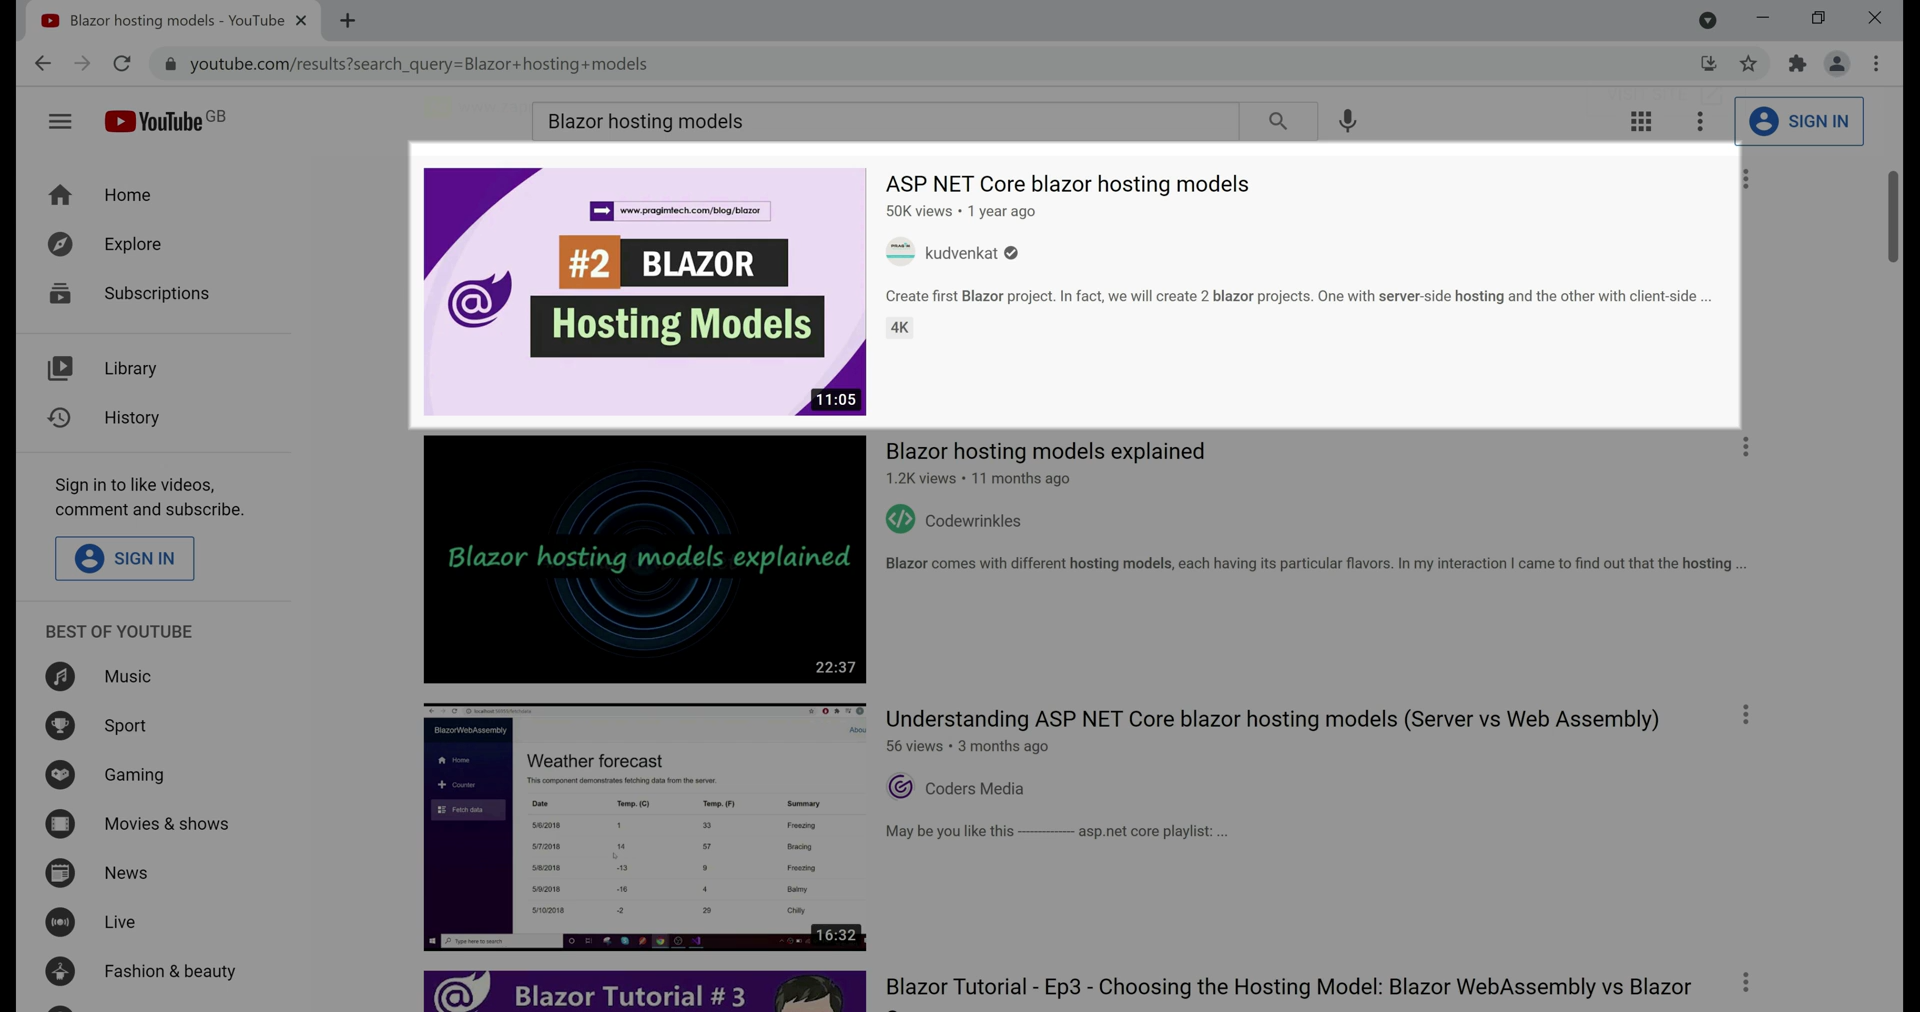 Blazor hosting models - YouTube
youtube.com/results?search_query=Blazor+hosting+models
YouTube GB
Blazor hosting models
SIGN IN
Home
Explore
Subscriptions
Library
History
Sign in to like videos,
comment and subscribe.
SIGN IN
BEST OF YOUTUBE
Music
Sport
Gaming
Movies & shows
News
Live
Fashion & beauty
www.pragimtech.com/blog/blazor
#2 BLAZOR
Hosting Models
11:05
ASP NET Core blazor hosting models
50K views • 1 year ago
kudvenkat
Create first Blazor project. In fact, we will create 2 blazor projects. One with server-side hosting and the other with client-side ...
4K
Blazor hosting models explained
22:37
Blazor hosting models explained
1.2K views • 11 months ago
Codewrinkles
Blazor comes with different hosting models, each having its particular flavors. In my interaction I came to find out that the hosting ...
BlazorWebAssembly
Abou
Home
Counter
Fetch data
Weather forecast
This component demonstrates fetching data from the server.
Date Temp. (C) Temp. (F) Summary
5/6/2018 1 33 Freezing
5/7/2018 14 57 Bracing
5/8/2018 -13 9 Freezing
5/9/2018 -16 4 Balmy
5/10/2018 -2 29 Chilly
Type here to search
16:32
Understanding ASP NET Core blazor hosting models (Server vs Web Assembly)
56 views • 3 months ago
Coders Media
May be you like this ------------- asp.net core playlist: ...
Blazor Tutorial # 3
Blazor Tutorial - Ep3 - Choosing the Hosting Model: Blazor WebAssembly vs Blazor